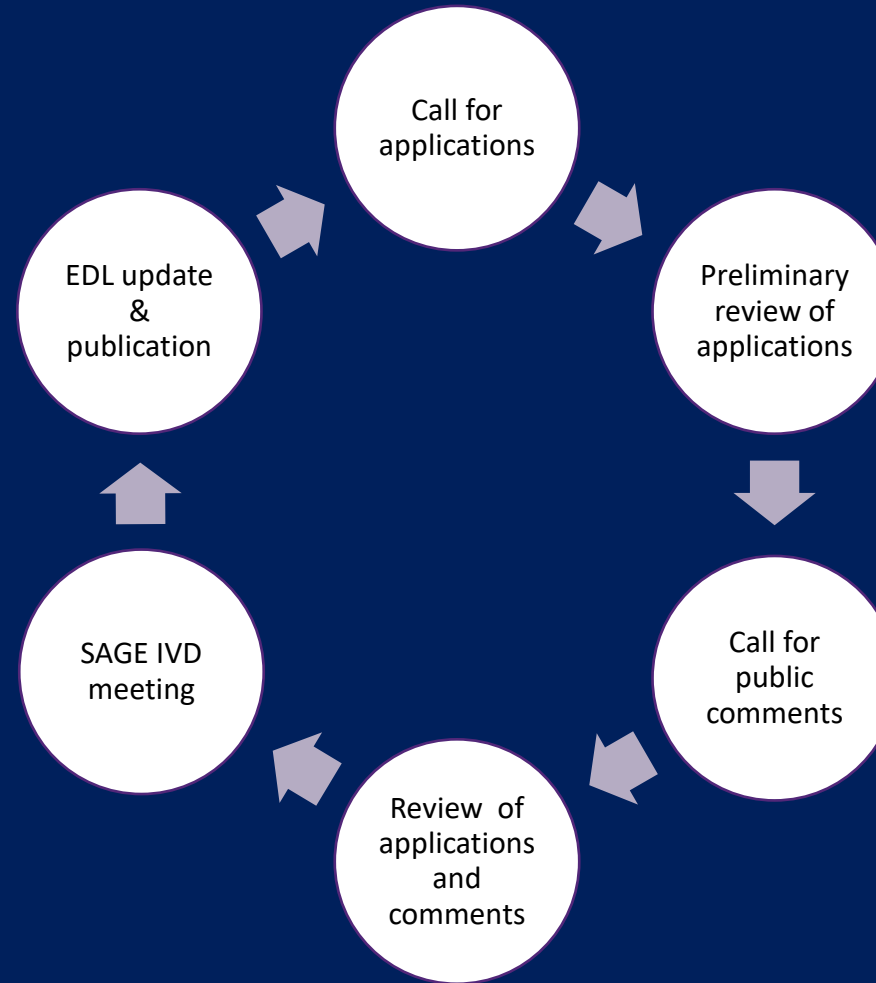 Call for
applications
Preliminary
review of
applications
Call for
public
comments
Review of
applications
and
comments
SAGE IVD
meeting
EDL update
&
publication